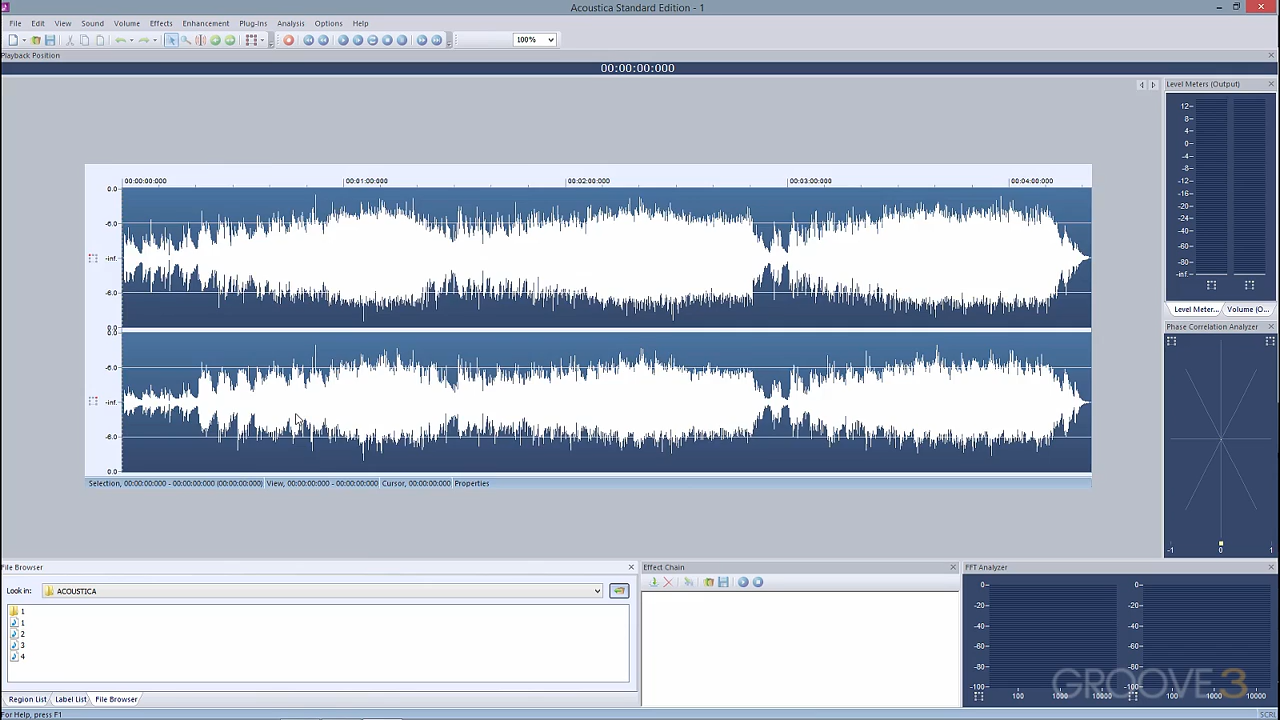 Acoustica Standard Edition - 1
File Edit View Sound Volume Effects Enhancement Plug-Ins Analysis Options Help
100%
Playback Position
00:00:00:000
Level Meters (Output)
12
8
4
0
-4
-8
-12
-16
-20
-24
-40
-60
-80
-inf.
Level Meter... Volume (O...
Phase Correlation Analyzer
-1 0 1
00:00:00:000 00:01:00:000 00:02:00:000 00:03:00:000 00:04:00:000
0.0
-6.0
-inf.
-6.0
0.0
0.0
-6.0
-inf.
-6.0
0.0
Selection, 00:00:00:000 - 00:00:00:000 (00:00:00:000) View, 00:00:00:000 - 00:00:00:000 Cursor, 00:00:00:000 Properties
File Browser
Look in: ACOUSTICA
1
1
2
3
4
Region List Label List File Browser
For Help, press F1
Effect Chain
FFT Analyzer
0 0
-20 -20
-40 -40
-60 -60
-80 -80
-100 -100
100 1000 10000 100 1000 10000
GROOVE 3
SCRL